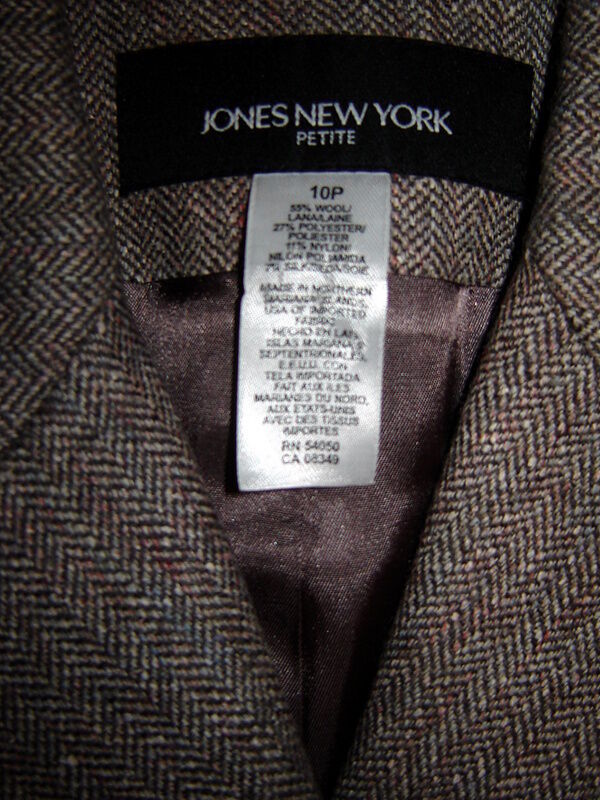 JONES NEW YORK
PETITE
10P
55% WOOL/
LANA/LAINE
27% POLYESTER/
POLIESTER
11% NYLON/
NILON POLIAMIDA
7% SILK/SEDA/SOIE
MADE IN NORTHERN
MARIANA ISLANDS,
USA OF IMPORTED
FABRIC
HECHO EN LAS
ISLAS MARIANAS
SEPTENTRIONALES,
E.E.U.U. CON
TELA IMPORTADA
FAIT AUX ILES
MARIANES DU NORD,
AUX ETATS-UNIS
AVEC DES TISSUS
IMPORTES
RN 54050
CA 08349